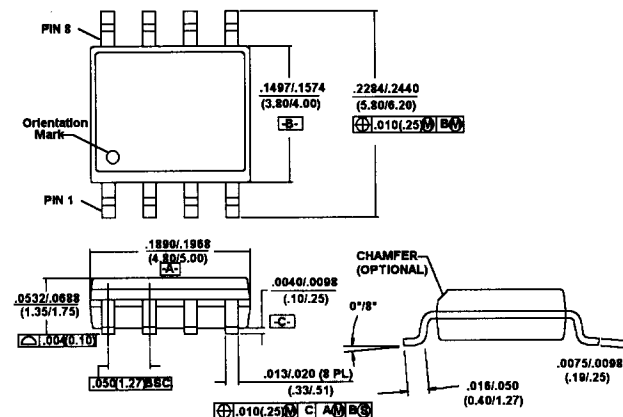 PIN 8
.1497/.1574
(3.80/4.00)
-B-
.2284/.2440
(5.80/6.20)
⌖ .010(.25)Ⓜ BⓂ
Orientation
Mark
PIN 1
.1890/.1968
(4.80/5.00)
-A-
.0532/.0688
(1.35/1.75)
⌓ .004(0.10)
.0040/.0098
(.10/.25)
-C-
.050(1.27)BSC
.013/.020 (8 PL)
(.33/.51)
⌖ .010(.25)Ⓜ C AⓂ BⓈ
CHAMFER
(OPTIONAL)
0°/8°
.016/.050
(0.40/1.27)
.0075/.0098
(.19/.25)